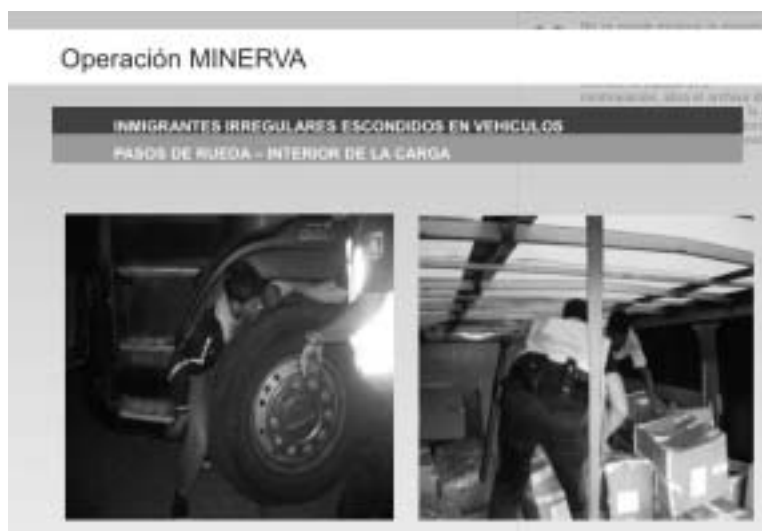 Operación MINERVA
INMIGRANTES IRREGULARES ESCONDIDOS EN VEHICULOS
PASOS DE RUEDA – INTERIOR DE LA CARGA